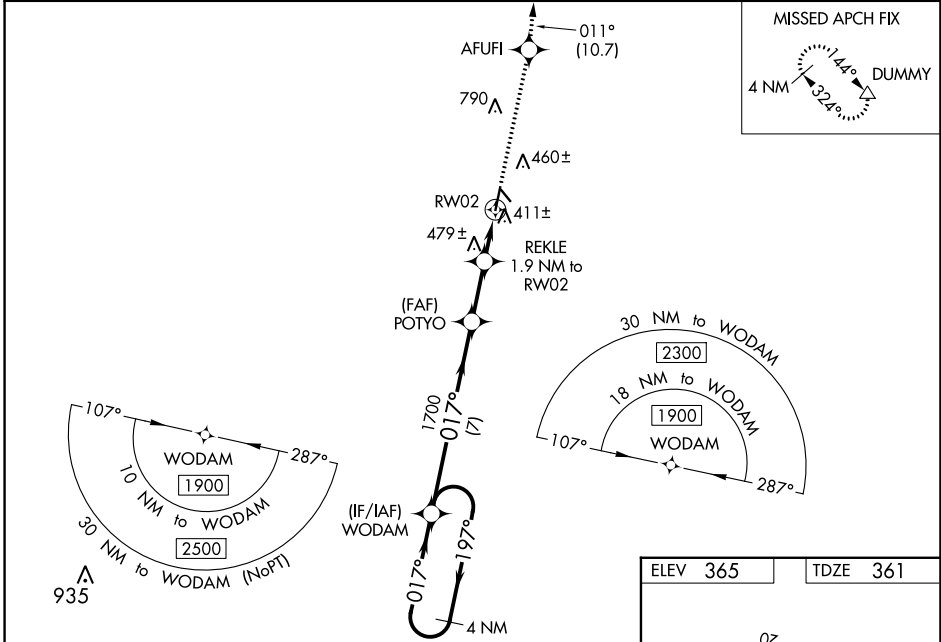 MISSED APCH FIX
4 NM
144°
324°
DUMMY
011°
(10.7)
AFUFI
790
460±
RW02
411±
479±
REKLE
1.9 NM to
RW02
(FAF)
POTYO
1700
017°
(7)
(IF/IAF)
WODAM
197°
017°
4 NM
107°
287°
WODAM
1900
10 NM to WODAM
2500
30 NM to WODAM (NoPT)
935
30 NM to WODAM
2300
18 NM to WODAM
1900
WODAM
107°
287°
ELEV 365
TDZE 361